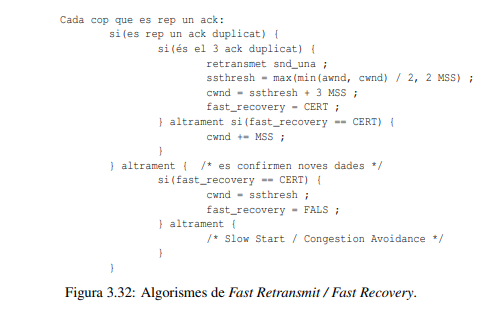 Cada cop que es rep un ack:
si(es rep un ack duplicat) {
si(és el 3 ack duplicat) {
retransmet snd_una ;
ssthresh = max(min(awnd, cwnd) / 2, 2 MSS) ;
cwnd = ssthresh + 3 MSS ;
fast_recovery = CERT ;
} altrament si(fast_recovery == CERT) {
cwnd += MSS ;
}
} altrament {  /* es confirmen noves dades */
si(fast_recovery == CERT) {
cwnd = ssthresh ;
fast_recovery = FALS ;
} altrament {
/* Slow Start / Congestion Avoidance */
}
}
Figura 3.32: Algorismes de Fast Retransmit / Fast Recovery.